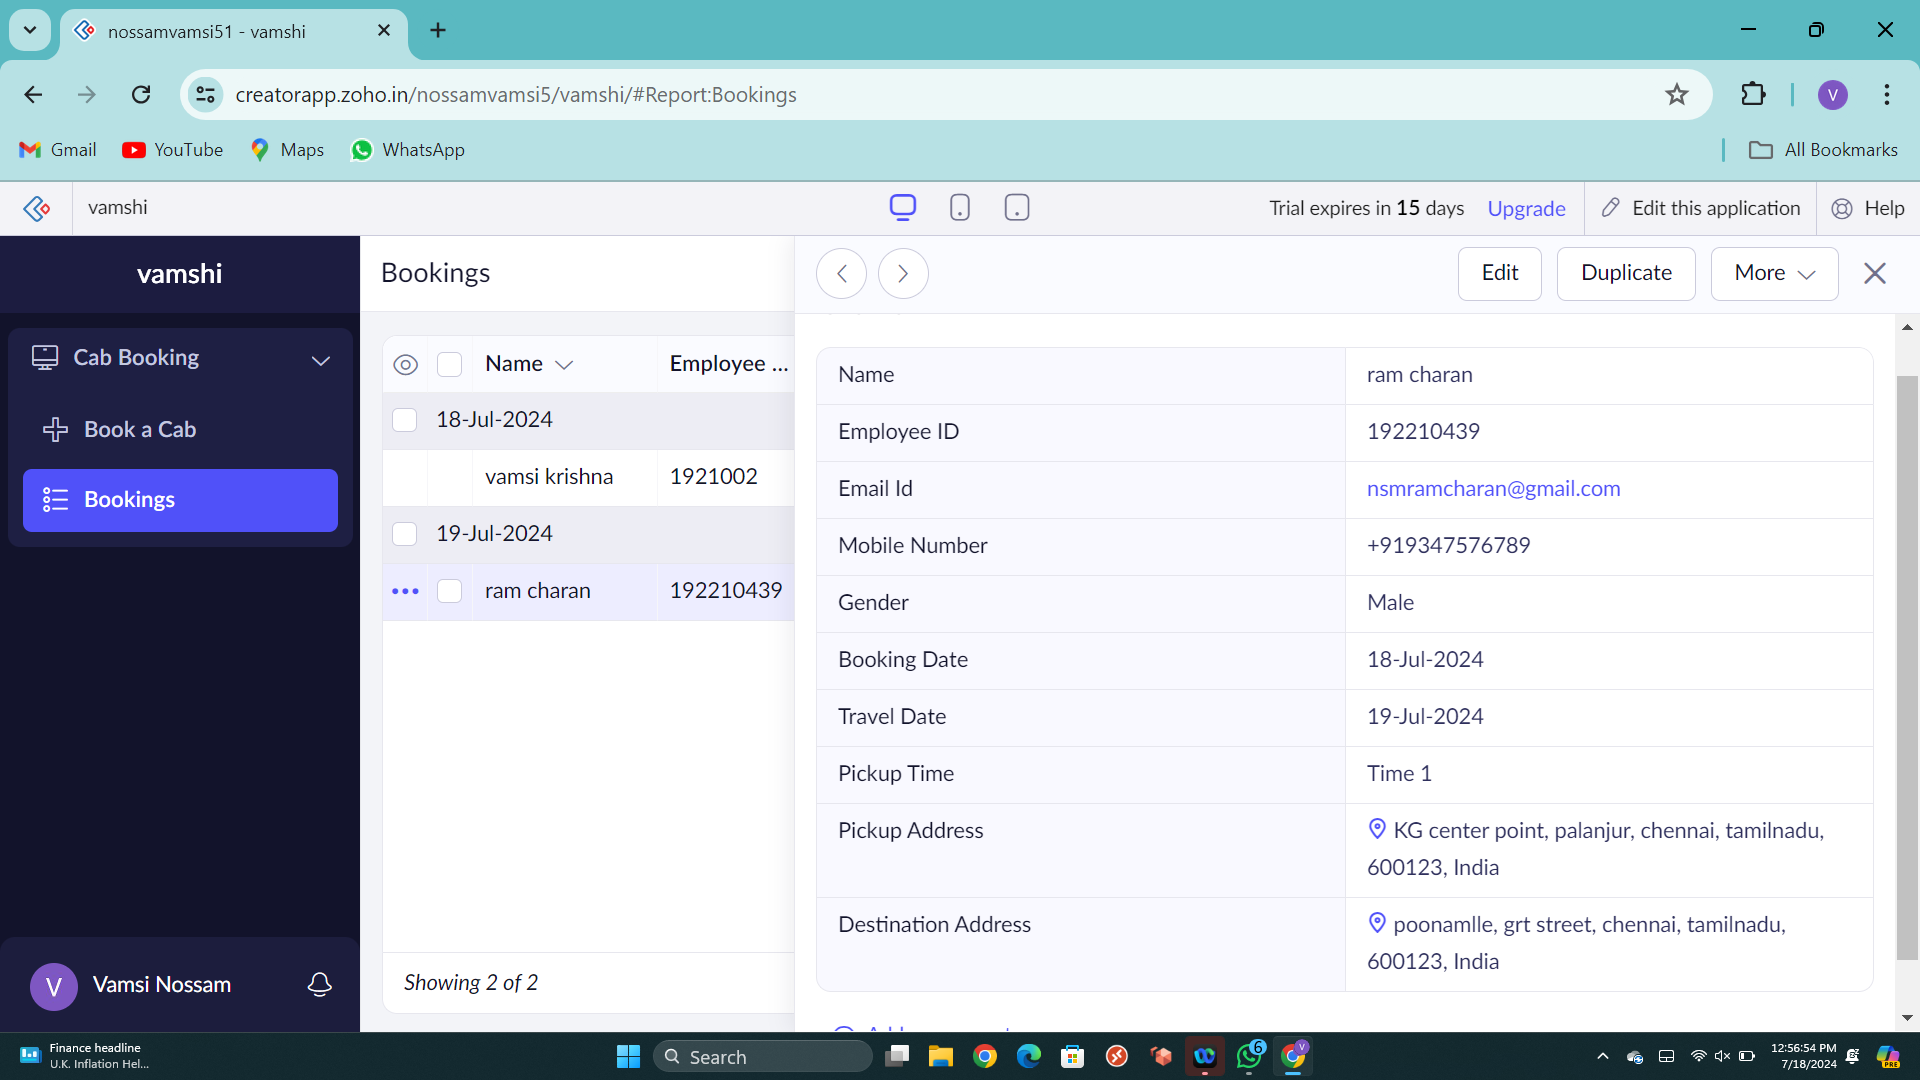 nossamvamsi51 - vamshi
creatorapp.zoho.in/nossamvamsi5/vamshi/#Report:Bookings
V
Gmail
YouTube
Maps
WhatsApp
All Bookmarks
vamshi
Trial expires in 15 days
Upgrade
Edit this application
Help
vamshi
Cab Booking
Book a Cab
Bookings
Vamsi Nossam
V
Bookings
Name
Employee ...
18-Jul-2024
vamsi krishna 1921002
19-Jul-2024
ram charan 192210439
Showing 2 of 2
Edit
Duplicate
More
Name ram charan
Employee ID 192210439
Email Id nsmramcharan@gmail.com
Mobile Number +919347576789
Gender Male
Booking Date 18-Jul-2024
Travel Date 19-Jul-2024
Pickup Time Time 1
Pickup Address KG center point, palanjur, chennai, tamilnadu,
600123, India
Destination Address poonamlle, grt street, chennai, tamilnadu,
600123, India
Finance headline
U.K. Inflation Hel...
Search
6
V
12:56:54 PM
7/18/2024
PRE